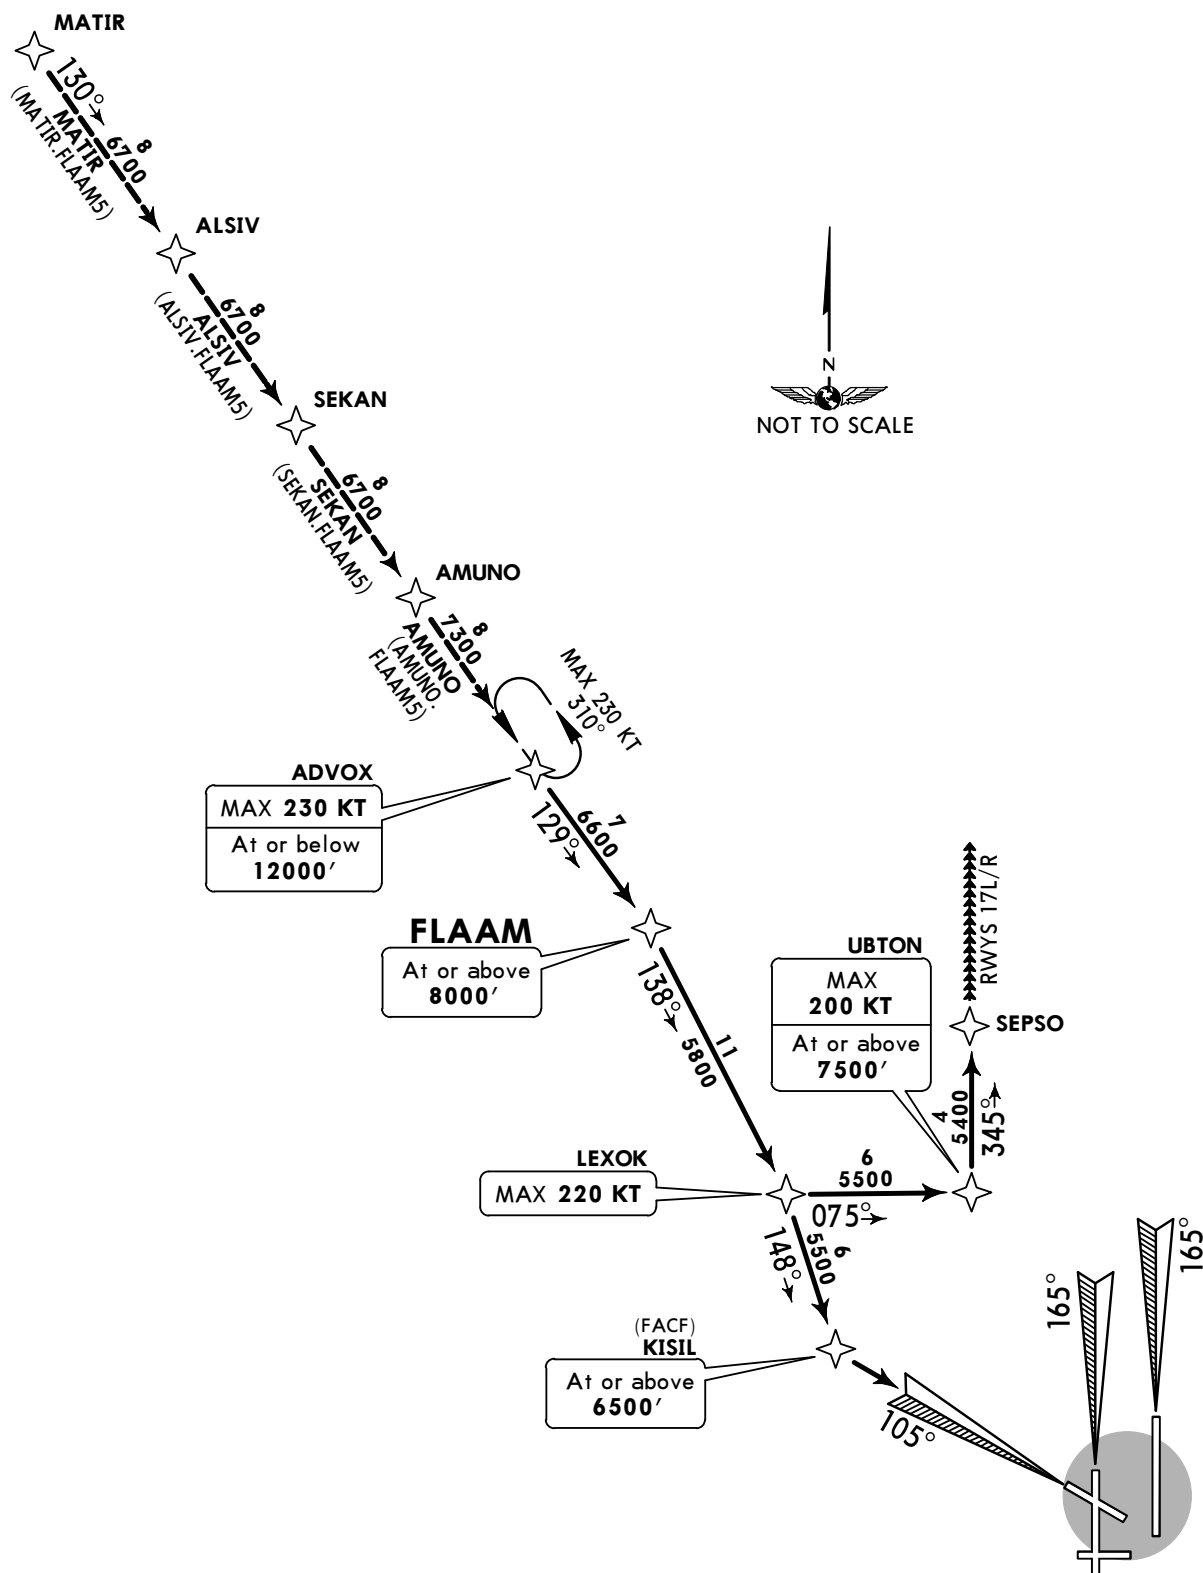 MATIR
130°
8
6700
MATIR
(MATIR.FLAAM5)
ALSIV
8
6700
ALSIV
(ALSIV.FLAAM5)
N
NOT TO SCALE
SEKAN
8
6700
SEKAN
(SEKAN.FLAAM5)
AMUNO
8
7300
AMUNO
(AMUNO.
FLAAM5)
MAX 230 KT
310°
ADVOX
MAX 230 KT
At or below
12000′
129°
7
6600
FLAAM
At or above
8000′
138°
11
5800
RWYS 17L/R
UBTON
MAX
200 KT
At or above
7500′
SEPSO
4
5400
345°
LEXOK
MAX 220 KT
6
5500
075°
148°
6
5500
(FACF)
KISIL
At or above
6500′
105°
165°
165°